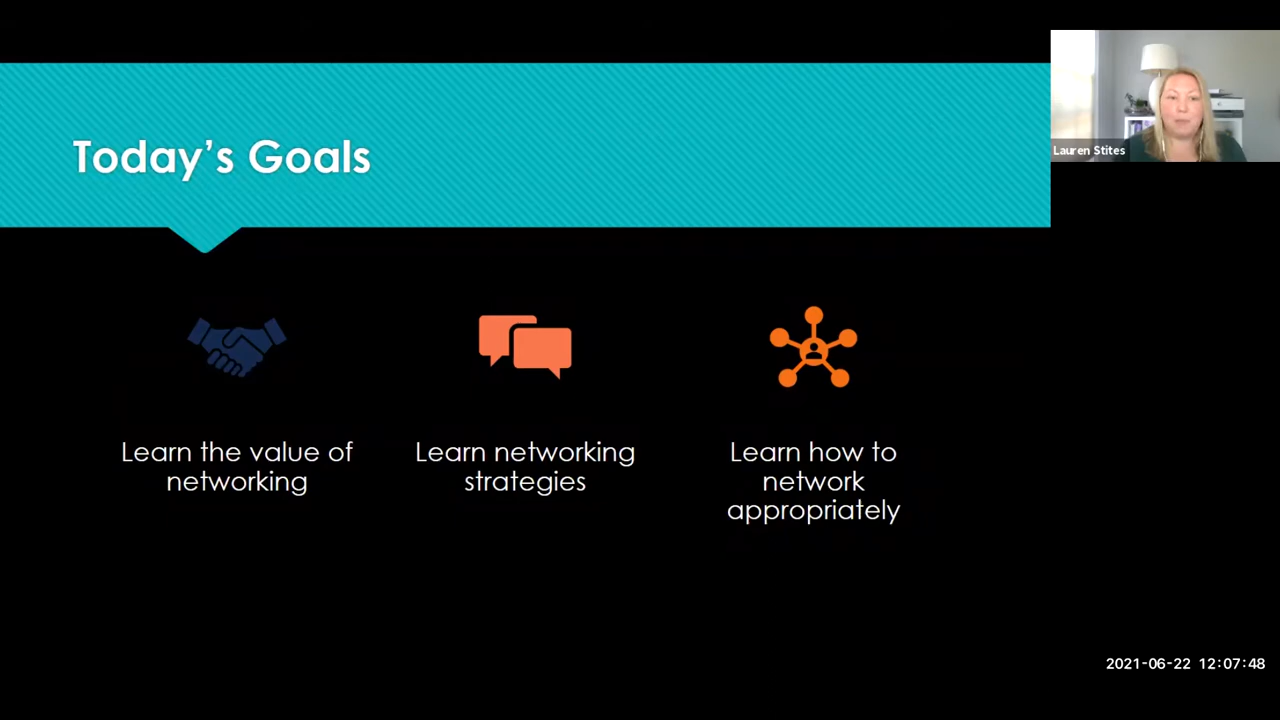 Today's Goals
Lauren Stites
Learn the value of
networking
Learn networking
strategies
Learn how to
network
appropriately
2021-06-22 12:07:48